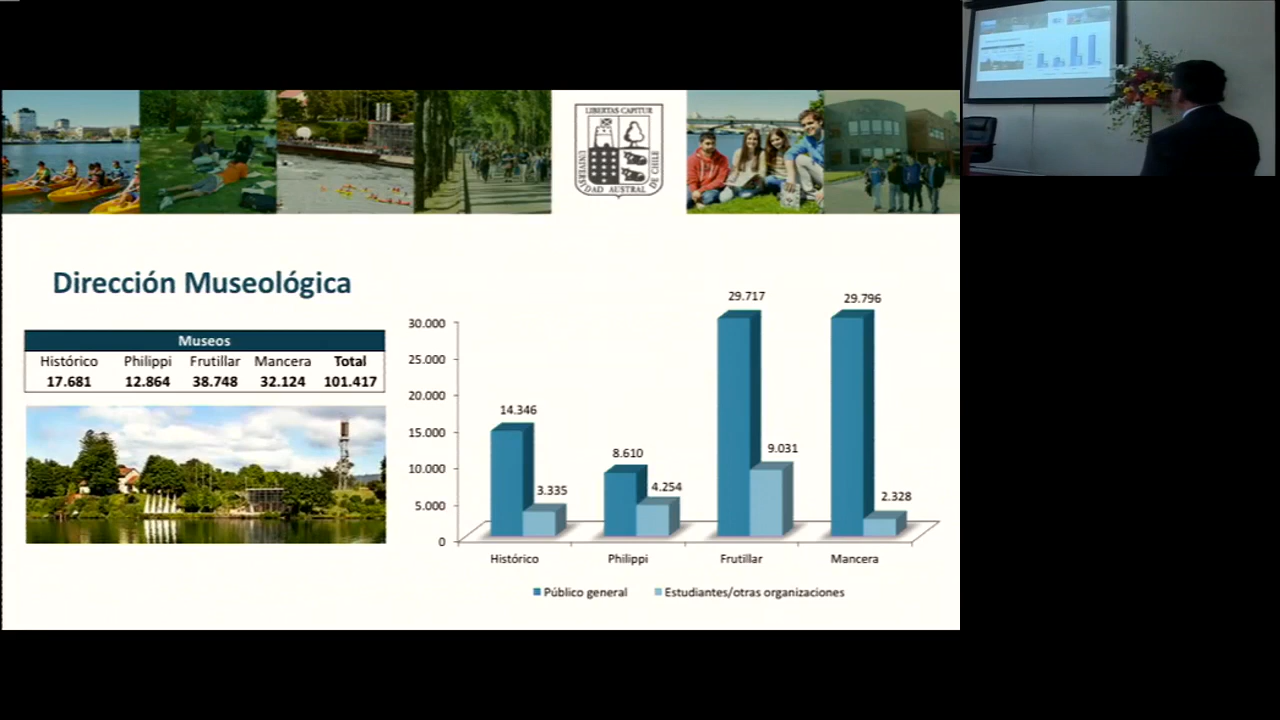 LIBERTAS CAPITUR
UNIVERSIDAD AUSTRAL DE CHILE
Dirección Museológica
Museos
Histórico Philippi Frutillar Mancera Total
17.681 12.864 38.748 32.124 101.417
30.000
25.000
20.000
15.000
10.000
5.000
0
14.346
3.335
8.610
4.254
29.717
9.031
29.796
2.328
Histórico Philippi Frutillar Mancera
Público general Estudiantes/otras organizaciones